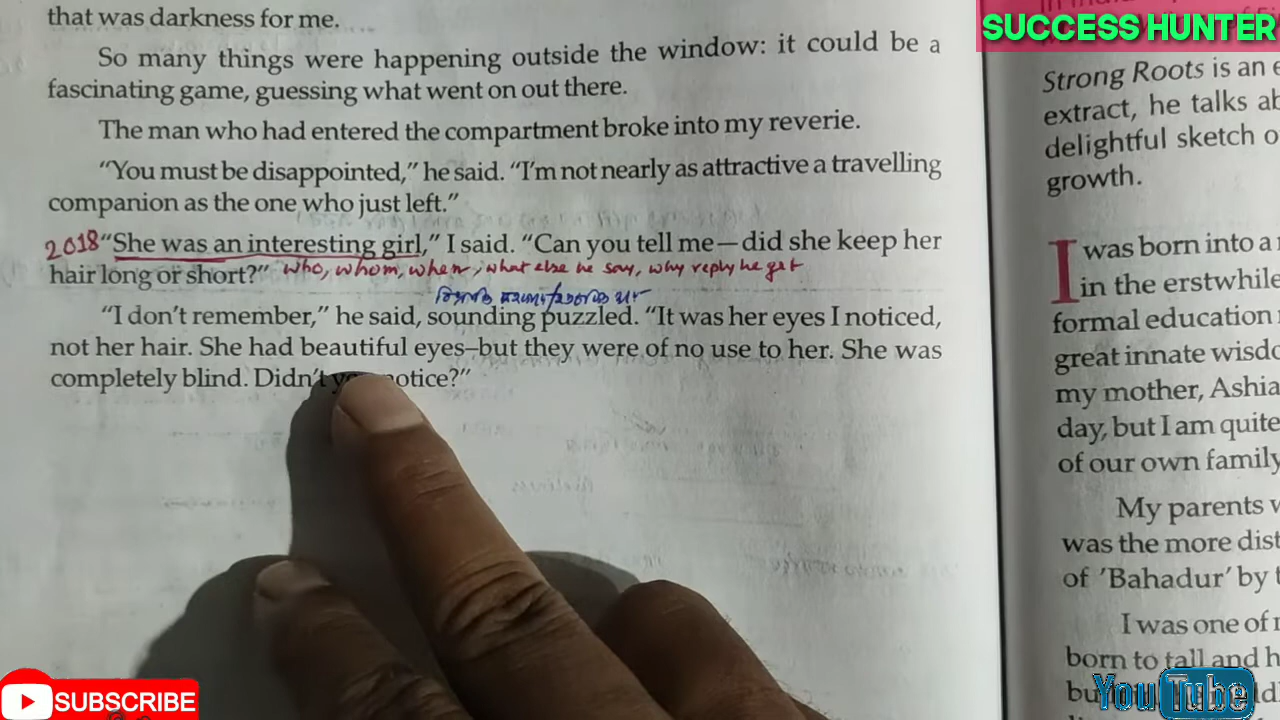 that was darkness for me.
So many things were happening outside the window: it could be a
fascinating game, guessing what went on out there.
The man who had entered the compartment broke into my reverie.
"You must be disappointed," he said. "I'm not nearly as attractive a travelling
companion as the one who just left."
2018 "She was an interesting girl," I said. "Can you tell me—did she keep her
hair long or short?" who, whom, when, what else he say, why reply he get
"I don't remember," he said, sounding puzzled. "It was her eyes I noticed,
not her hair. She had beautiful eyes–but they were of no use to her. She was
completely blind. Didn't notice?"
SUCCESS HUNTER
Strong Roots is an
extract, he talks
delightful sketch
growth.
I was born into a
in the erstwhile
formal education
great innate
my mother,
day, but I am quite
of our own family
My parents
was the more
of 'Bahadur' by
I was one of
born to tall and
SUBSCRIBE
YouTube